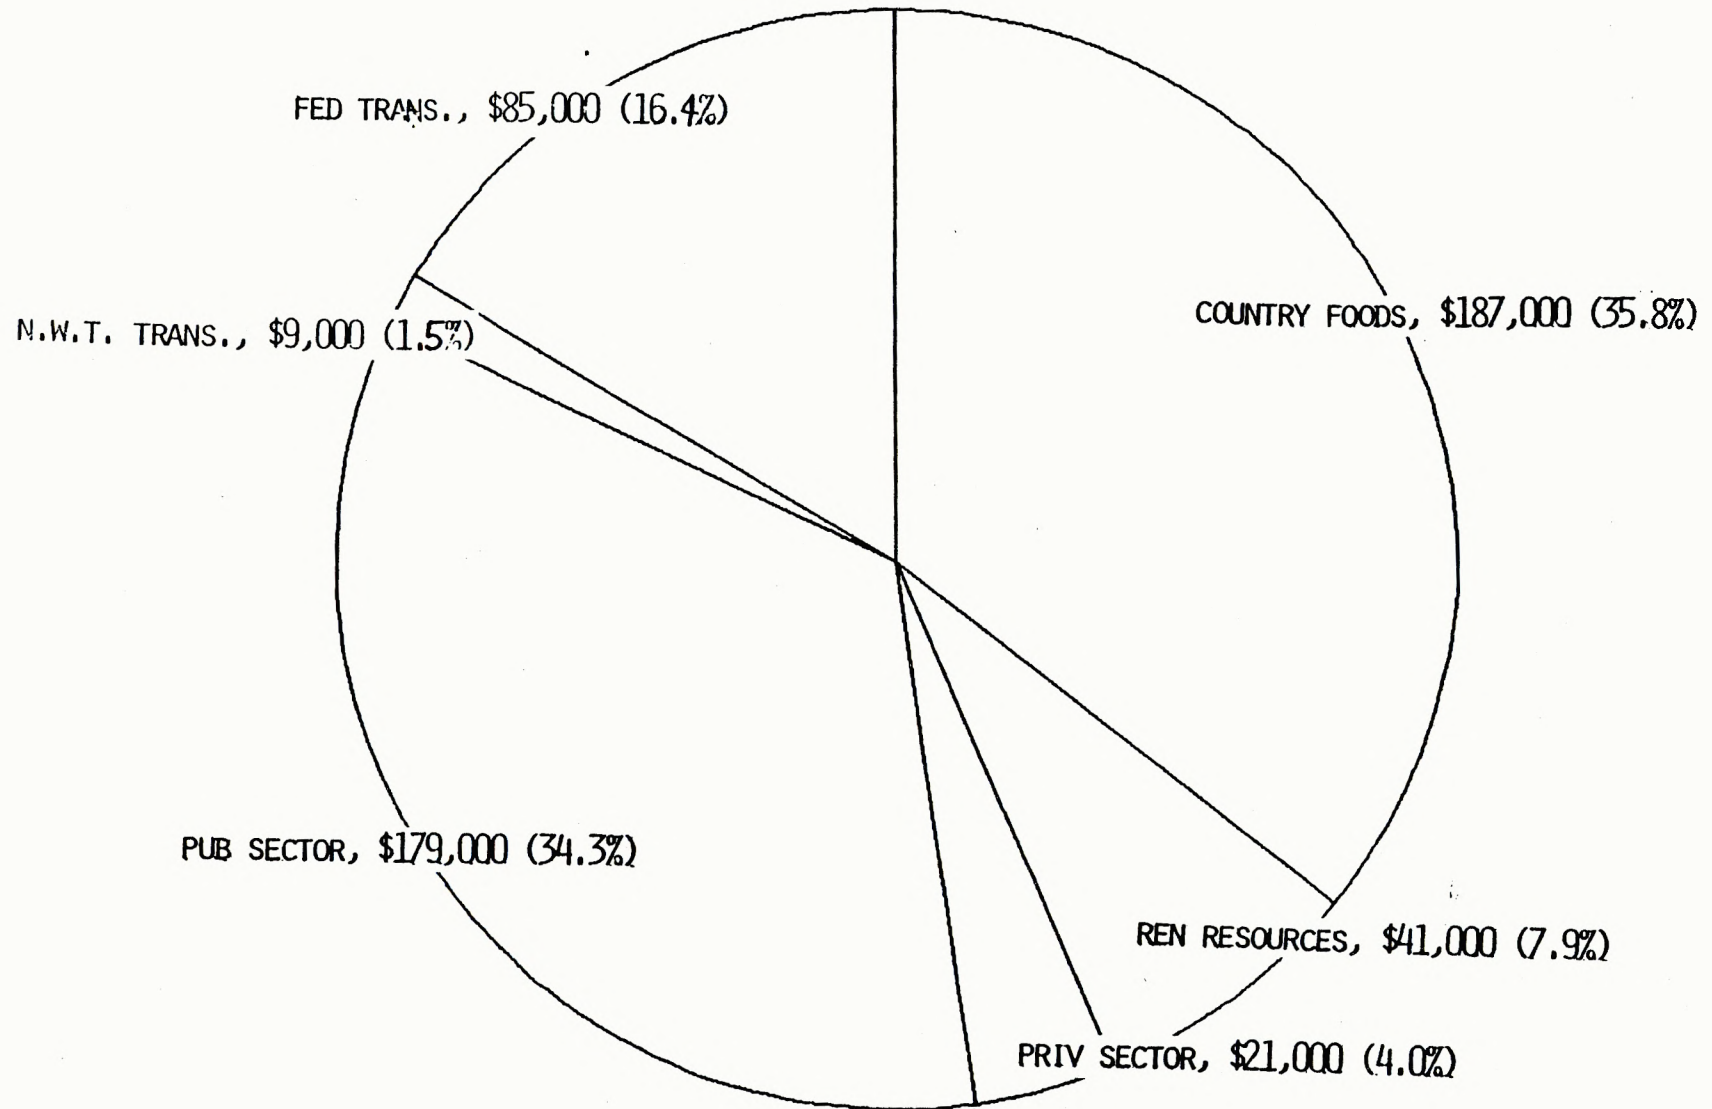 FED TRANS., $85,000 (16.4%)
COUNTRY FOODS, $187,000 (35.8%)
N.W.T. TRANS., $9,000 (1.5%)
PUB SECTOR, $179,000 (34.3%)
REN RESOURCES, $41,000 (7.9%)
PRIV SECTOR, $21,000 (4.0%)